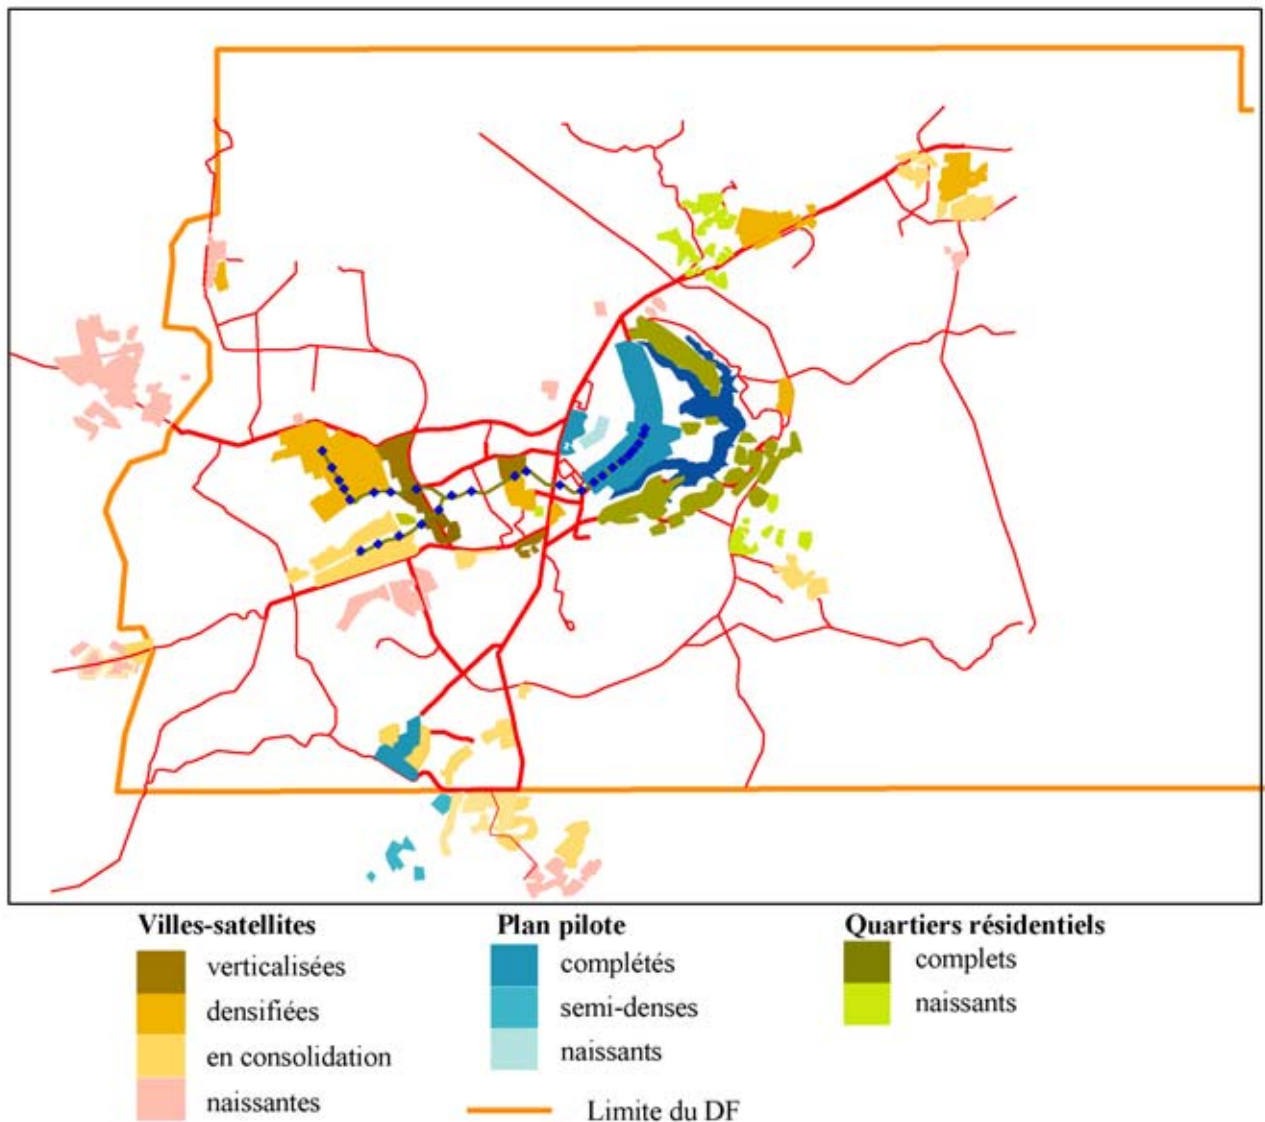 Villes-satellites
verticalisées
densifiées
en consolidation
naissantes
Plan pilote
complétés
semi-denses
naissants
Limite du DF
Quartiers résidentiels
complets
naissants